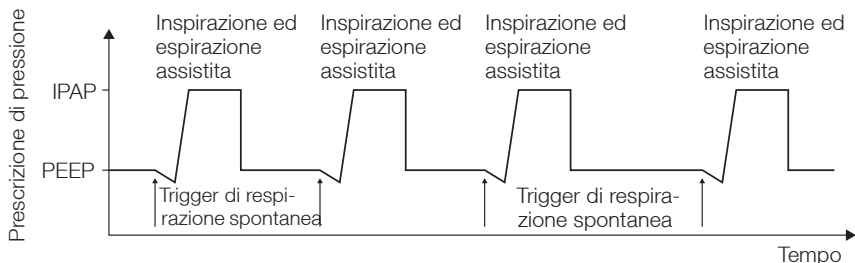 Prescrizione di pressione
Inspirazione ed
espirazione
assistita
Inspirazione ed
espirazione
assistita
Inspirazione ed
espirazione
assistita
Inspirazione ed
espirazione
assistita
IPAP
PEEP
Trigger di respi-
razione spontanea
Trigger di respira-
zione spontanea
Tempo